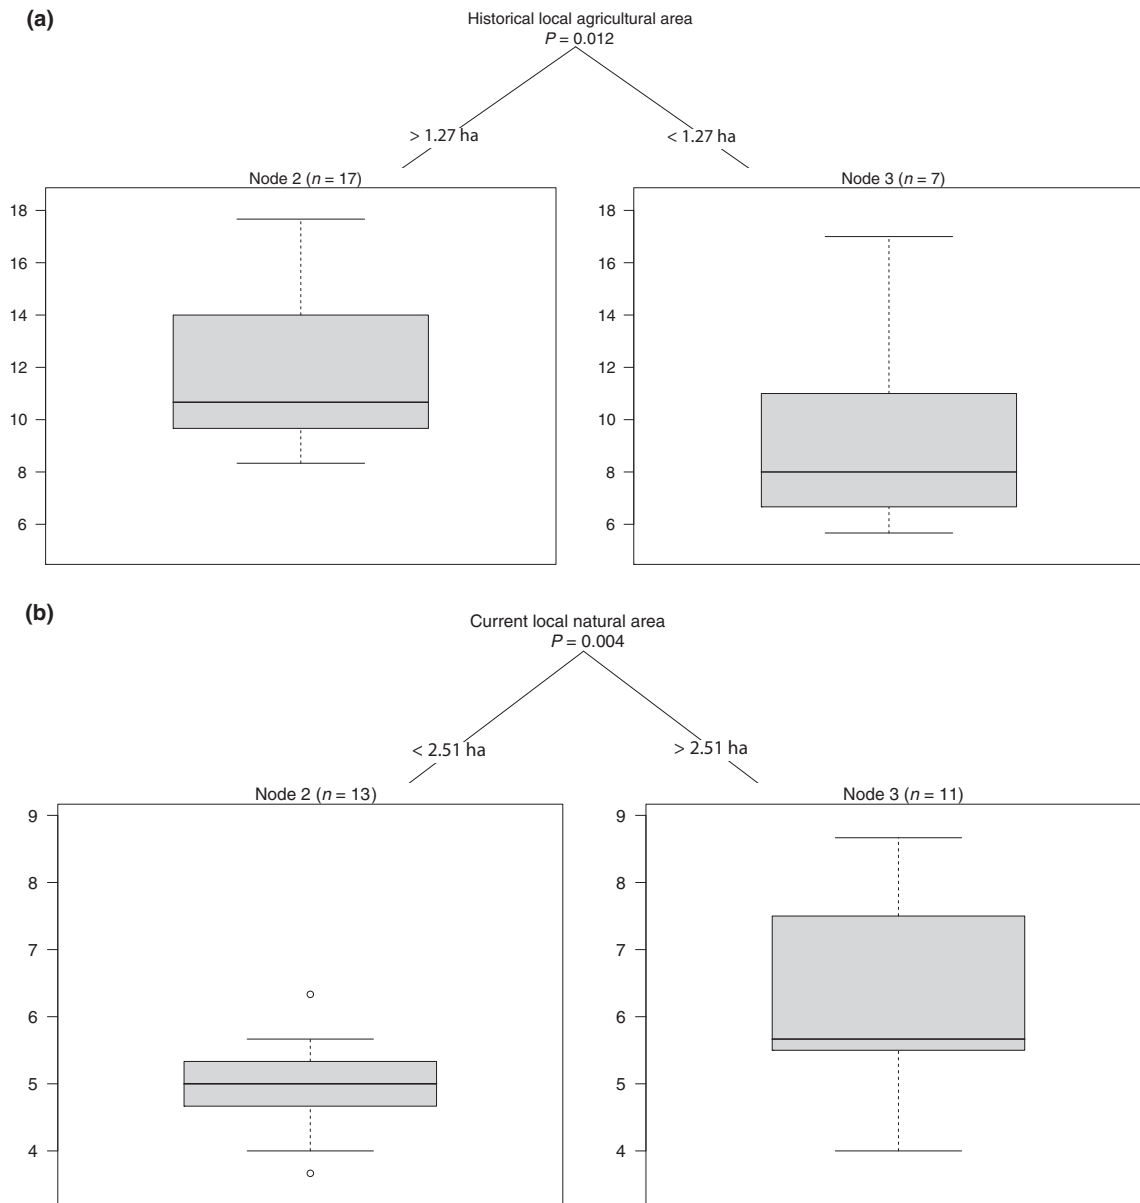 (a)
Historical local agricultural area
P = 0.012
> 1.27 ha
< 1.27 ha
Node 2 (n = 17)
18
16
14
12
10
8
6
Node 3 (n = 7)
18
16
14
12
10
8
6
(b)
Current local natural area
P = 0.004
< 2.51 ha
> 2.51 ha
Node 2 (n = 13)
9
8
7
6
5
4
Node 3 (n = 11)
9
8
7
6
5
4